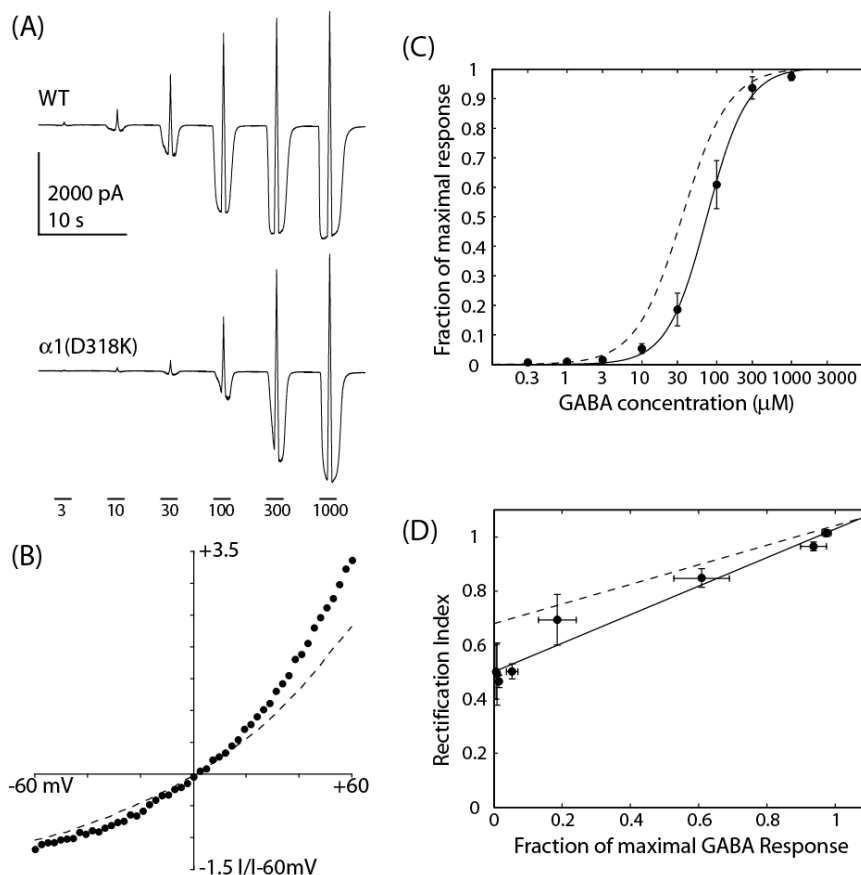 (A)
WT
2000 pA
10 s
α1(D318K)
3 10 30 100 300 1000
(B)
+3.5
-60 mV
+60
-1.5 I/I-60mV
(C)
Fraction of maximal response
1
0.9
0.8
0.7
0.6
0.5
0.4
0.3
0.2
0.1
0
0.3 1 3 10 30 100 300 1000 3000
GABA concentration (μM)
(D)
Rectification Index
1
0.8
0.6
0.4
0.2
0
0 0.2 0.4 0.6 0.8 1
Fraction of maximal GABA Response